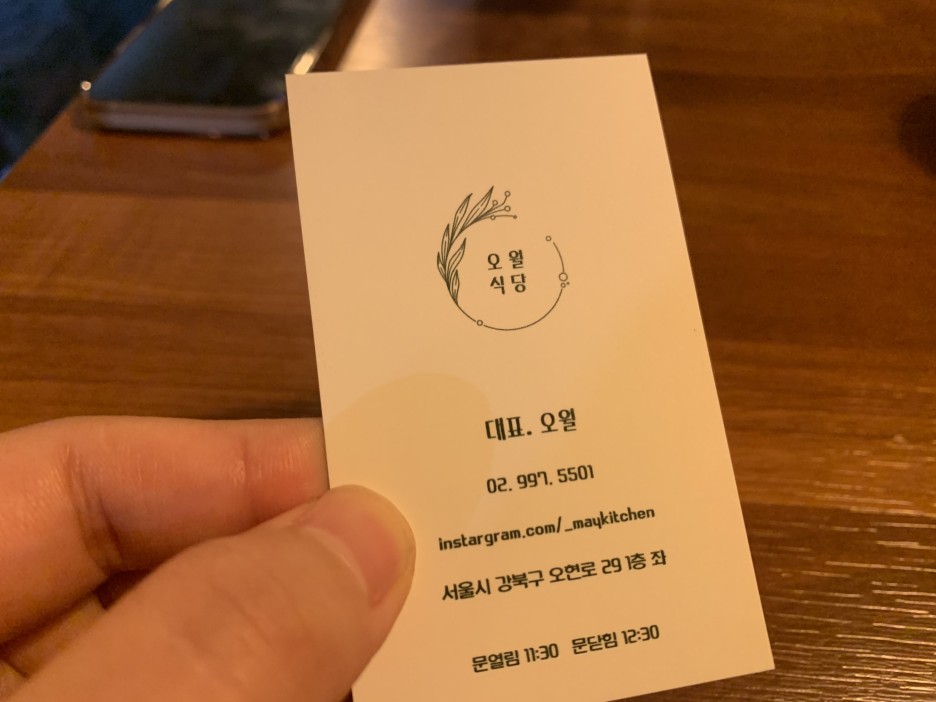 오월
식당
대표. 오월
02. 997. 5501
instargram.com/_maykitchen
서울시 강북구 오현로 29 1층 좌
문열림 11:30 문닫힘 12:30